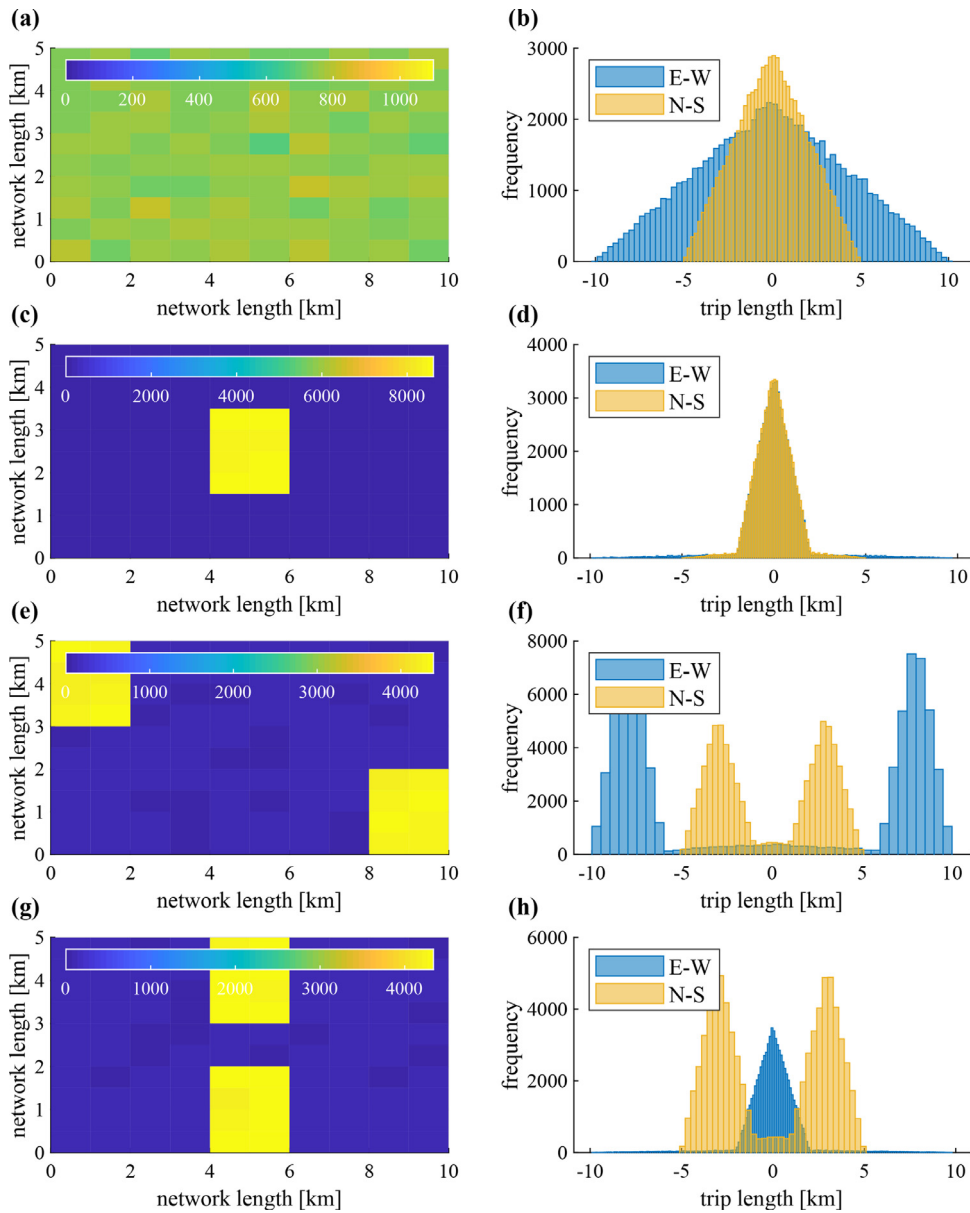 (a)
network length [km]
5
4
3
2
1
0
0 200 400 600 800 1000
0 2 4 6 8 10
network length [km]
(b)
frequency
3000
2000
1000
0
E-W
N-S
-10 -5 0 5 10
trip length [km]
(c)
network length [km]
5
4
3
2
1
0
0 2000 4000 6000 8000
0 2 4 6 8 10
network length [km]
(d)
frequency
4000
3000
2000
1000
0
E-W
N-S
-10 -5 0 5 10
trip length [km]
(e)
network length [km]
5
4
3
2
1
0
0 1000 2000 3000 4000
0 2 4 6 8 10
network length [km]
(f)
frequency
8000
6000
4000
2000
0
E-W
N-S
-10 -5 0 5 10
trip length [km]
(g)
network length [km]
5
4
3
2
1
0
0 1000 2000 3000 4000
0 2 4 6 8 10
network length [km]
(h)
frequency
6000
4000
2000
0
E-W
N-S
-10 -5 0 5 10
trip length [km]